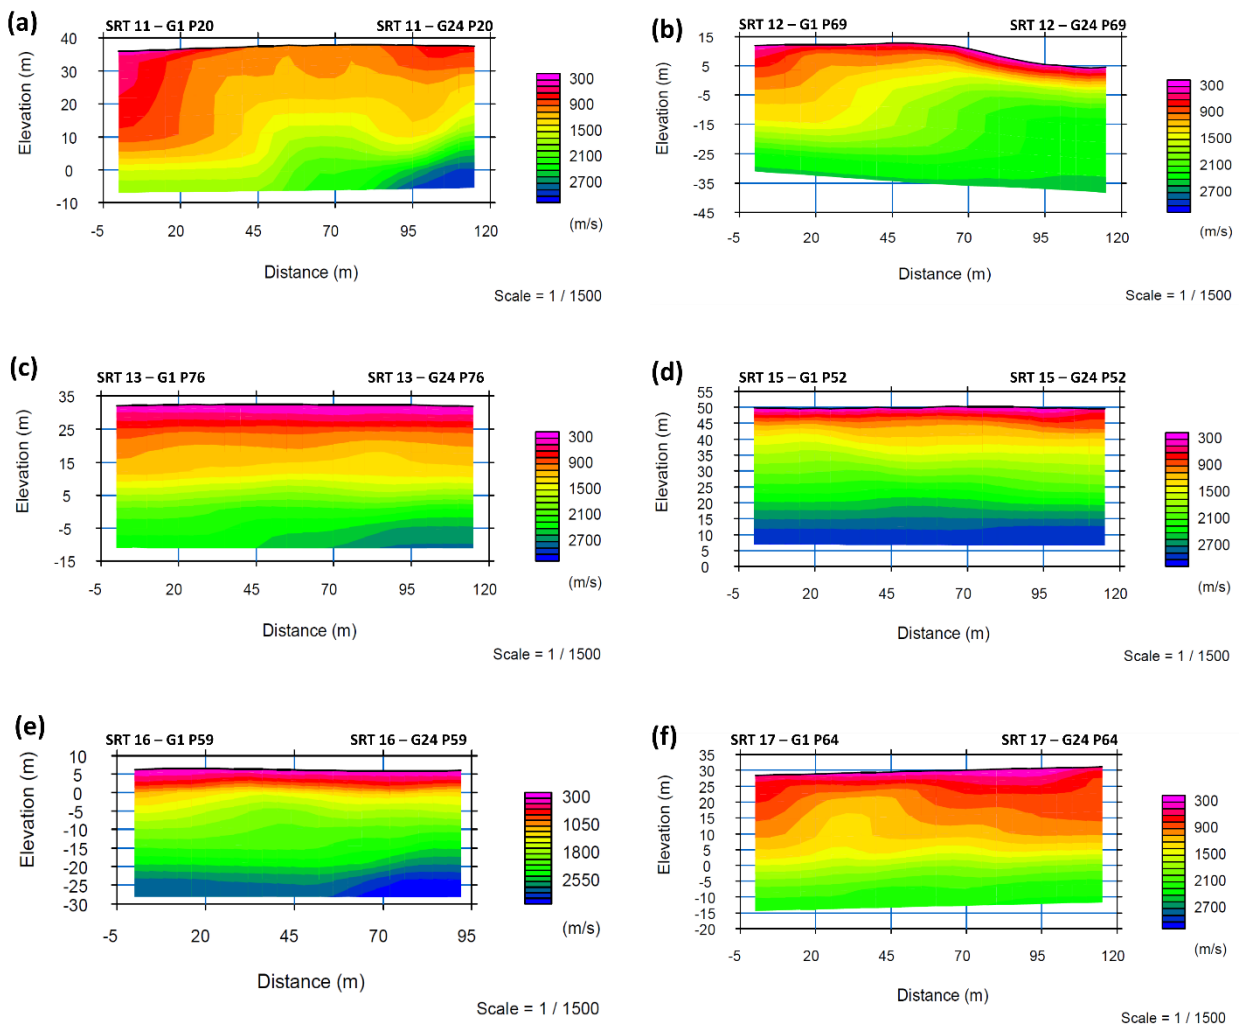 (a)
SRT 11 – G1 P20 SRT 11 – G24 P20
40
30
20
10
0
-10
Elevation (m)
-5 20 45 70 95 120
Distance (m)
300
900
1500
2100
2700
(m/s)
Scale = 1 / 1500
(b)
SRT 12 – G1 P69 SRT 12 – G24 P69
15
5
-5
-15
-25
-35
-45
Elevation (m)
-5 20 45 70 95 120
Distance (m)
300
900
1500
2100
2700
(m/s)
Scale = 1 / 1500
(c)
SRT 13 – G1 P76 SRT 13 – G24 P76
35
25
15
5
-5
-15
Elevation (m)
-5 20 45 70 95 120
Distance (m)
300
900
1500
2100
2700
(m/s)
Scale = 1 / 1500
(d)
SRT 15 – G1 P52 SRT 15 – G24 P52
55
50
45
40
35
30
25
20
15
10
5
0
Elevation (m)
-5 20 45 70 95 120
Distance (m)
300
900
1500
2100
2700
(m/s)
Scale = 1 / 1500
(e)
SRT 16 – G1 P59 SRT 16 – G24 P59
10
5
0
-5
-10
-15
-20
-25
-30
Elevation (m)
-5 20 45 70 95
Distance (m)
300
1050
1800
2550
(m/s)
Scale = 1 / 1500
(f)
SRT 17 – G1 P64 SRT 17 – G24 P64
35
30
25
20
15
10
5
0
-5
-10
-15
-20
Elevation (m)
-5 20 45 70 95 120
Distance (m)
300
900
1500
2100
2700
(m/s)
Scale = 1 / 1500